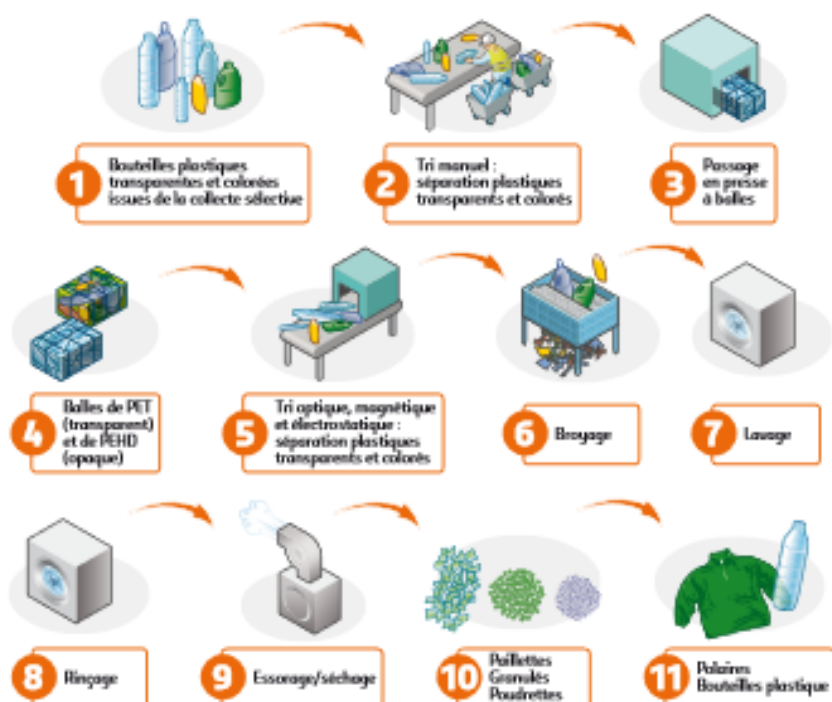 1 Bouteilles plastiques
transparentes et colorées
issues de la collecte sélective
2 Tri manuel :
séparation plastiques
transparents et colorés
3 Passage
en presse
à balles
4 Balles de PET
(transparent)
et de PEHD
(opaque)
5 Tri optique, magnétique
et électrostatique :
séparation plastiques
transparents et colorés
6 Broyage
7 Lavage
8 Rinçage
9 Essorage/séchage
10 Paillettes
Granulés
Poudrettes
11 Polaires
Bouteilles plastique